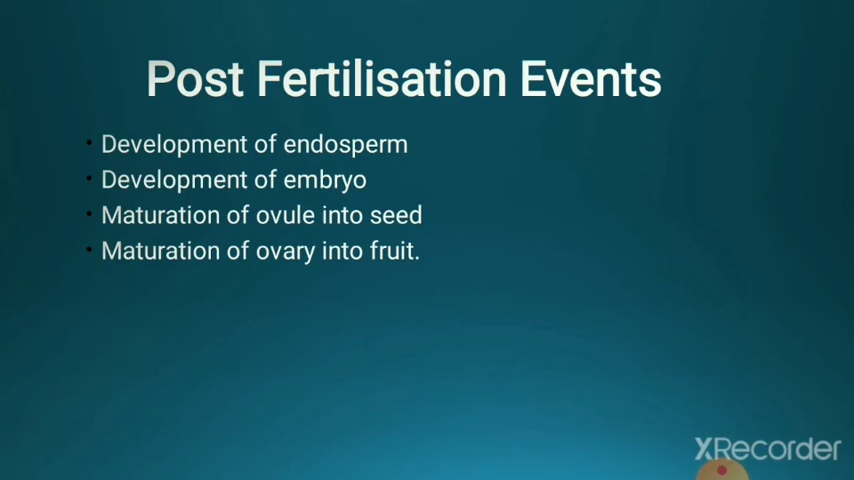 Post Fertilisation Events
• Development of endosperm
• Development of embryo
• Maturation of ovule into seed
• Maturation of ovary into fruit.
XRecorder